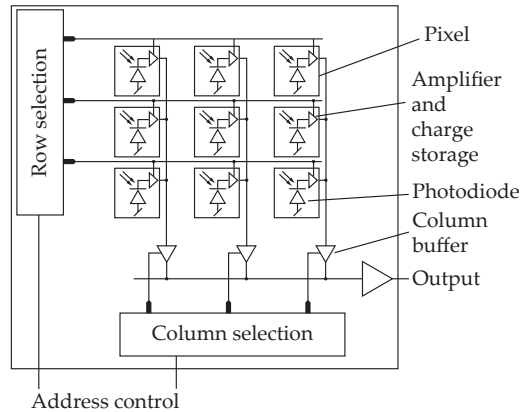 Pixel
Row selection
Amplifier
and
charge
storage
Photodiode
Column
buffer
Output
Column selection
Address control